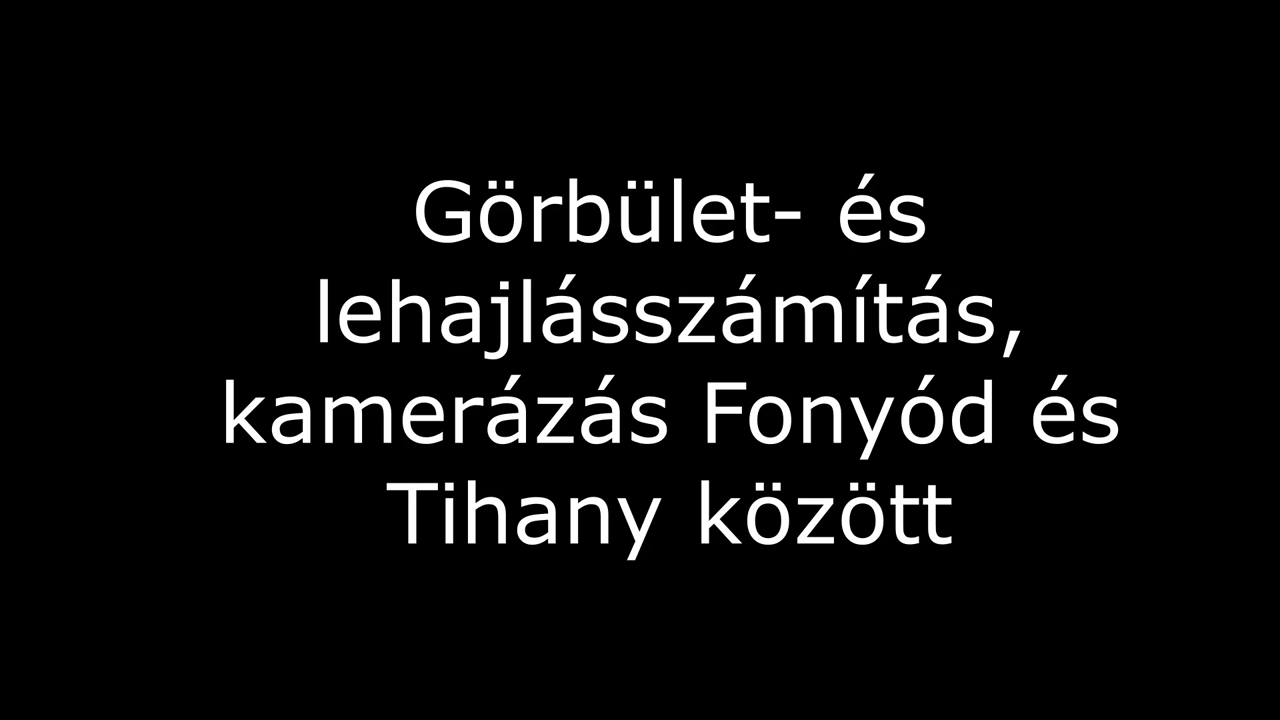 Görbület- és
lehajlásszámítás,
kamerázás Fonyód és
Tihany között